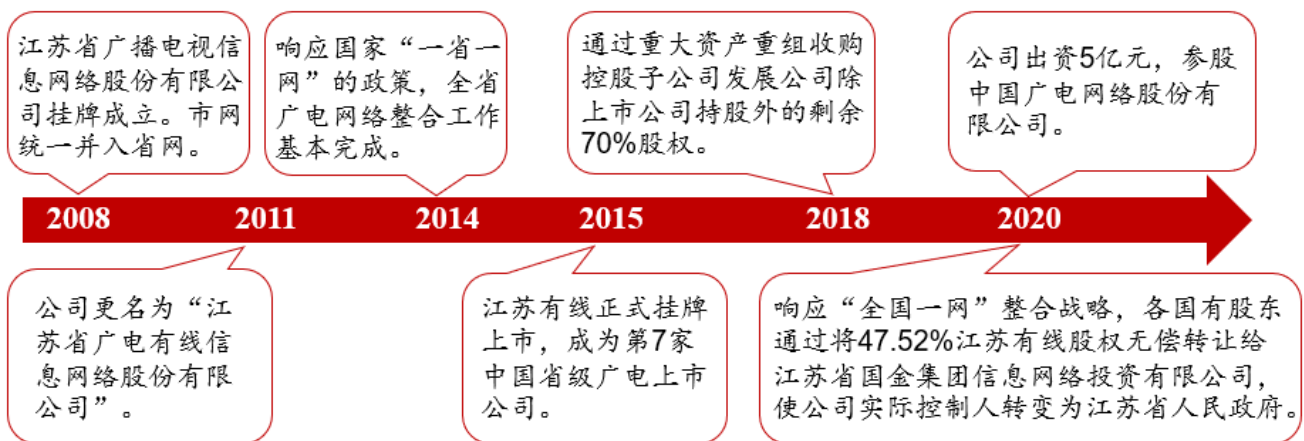 江苏省广播电视信
息网络股份有限公
司挂牌成立。市网
统一并入省网。
响应国家“一省一
网”的政策，全省
广电网络整合工作
基本完成。
通过重大资产重组收购
控股子公司发展公司除
上市公司持股外的剩余
70%股权。
公司出资5亿元，参股
中国广电网络股份有
限公司。
2008
2011
2014
2015
2018
2020
公司更名为“江
苏省广电有线信
息网络股份有限
公司”。
江苏有线正式挂牌
上市，成为第7家
中国省级广电上市
公司。
响应“全国一网”整合战略，各国有股东
通过将47.52%江苏有线股权无偿转让给
江苏省国金集团信息网络投资有限公司，
使公司实际控制人转变为江苏省人民政府。